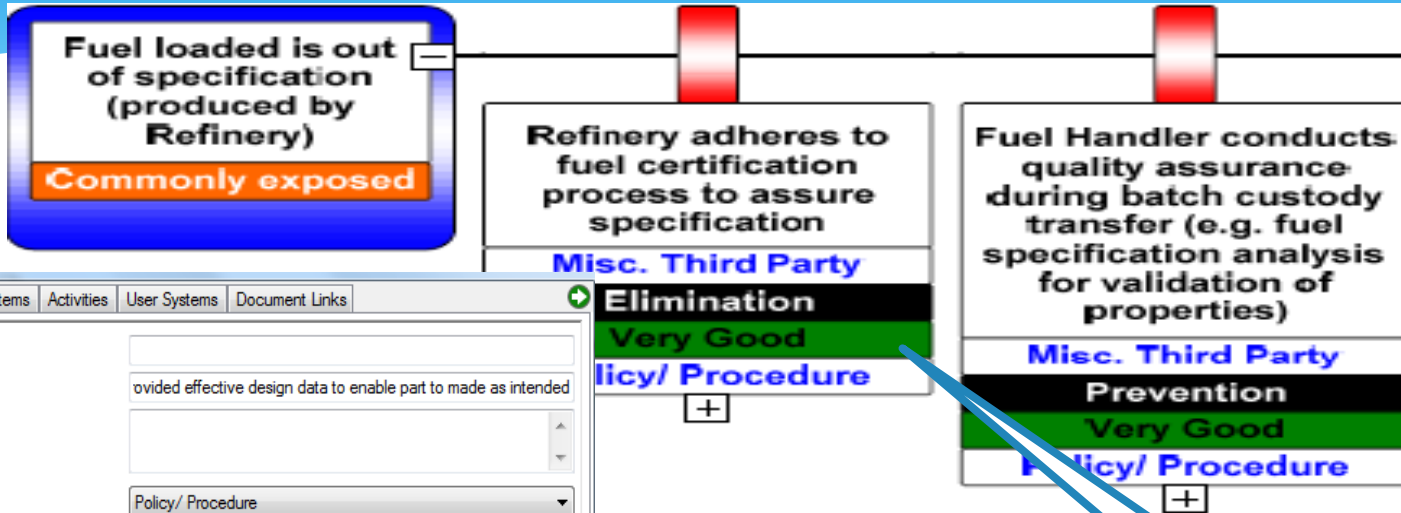 Fuel loaded is out
of specification
(produced by
Refinery)
Commonly exposed
Refinery adheres to
fuel certification
process to assure
specification
Misc. Third Party
Elimination
Very Good
licy/ Procedure
Fuel Handler conducts
quality assurance
during batch custody
transfer (e.g. fuel
specification analysis
for validation of
properties)
Misc. Third Party
Prevention
Very Good
Policy/ Procedure
tems Activities User Systems Document Links
ovided effective design data to enable part to made as intended
Policy/ Procedure